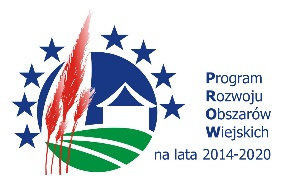 Program
Rozwoju
Obszarów
Wiejskich
na lata 2014-2020